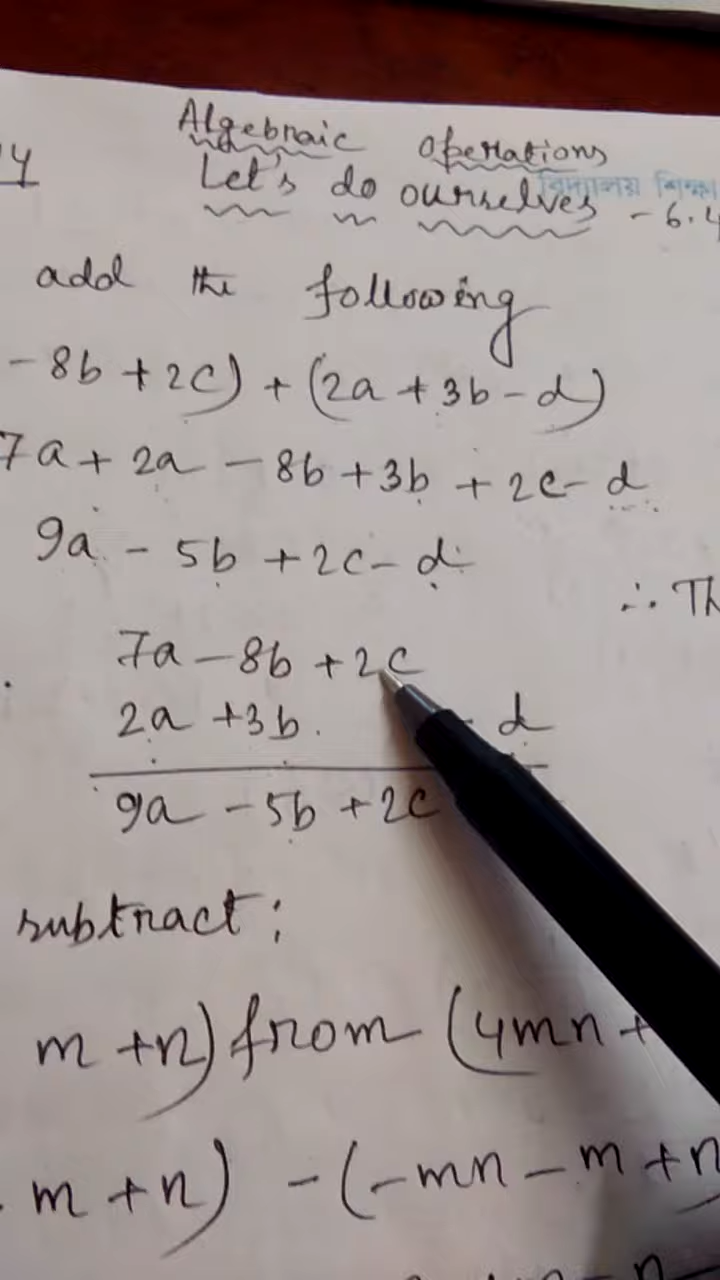 Algebraic Operations
Let's do ourselves - 6.4
বিদ্যালয় শিক্ষা
add the following
- 8b + 2c) + (2a + 3b - d)
7a + 2a - 8b + 3b + 2c - d
9a - 5b + 2c - d
∴ Th
7a - 8b + 2c
2a + 3b - d
9a - 5b + 2c
subtract:
m + n) from (4mn +
m + n) - (-mn - m + n